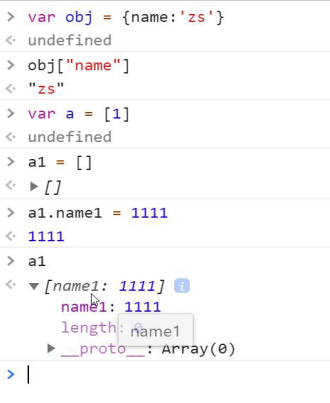 > var obj = {name:'zs'}
< undefined
> obj["name"]
< "zs"
> var a = [1]
< undefined
> a1 = []
< ▶ []
> a1.name1 = 1111
< 1111
> a1
< ▼ [name1: 1111] i
name1: 1111
length:
name1
▶ __proto__: Array(0)
>